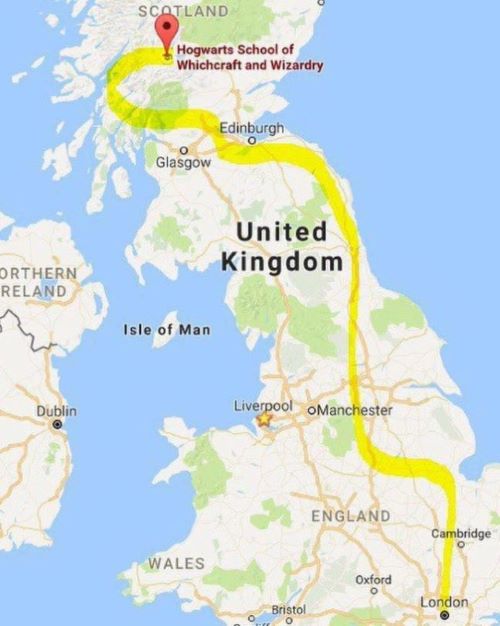 SCOTLAND
Hogwarts School of
Whichcraft and Wizardry
Edinburgh
Glasgow
United
Kingdom
ORTHERN
RELAND
Isle of Man
Dublin
Liverpool
Manchester
ENGLAND
Cambridge
WALES
Oxford
London
Bristol